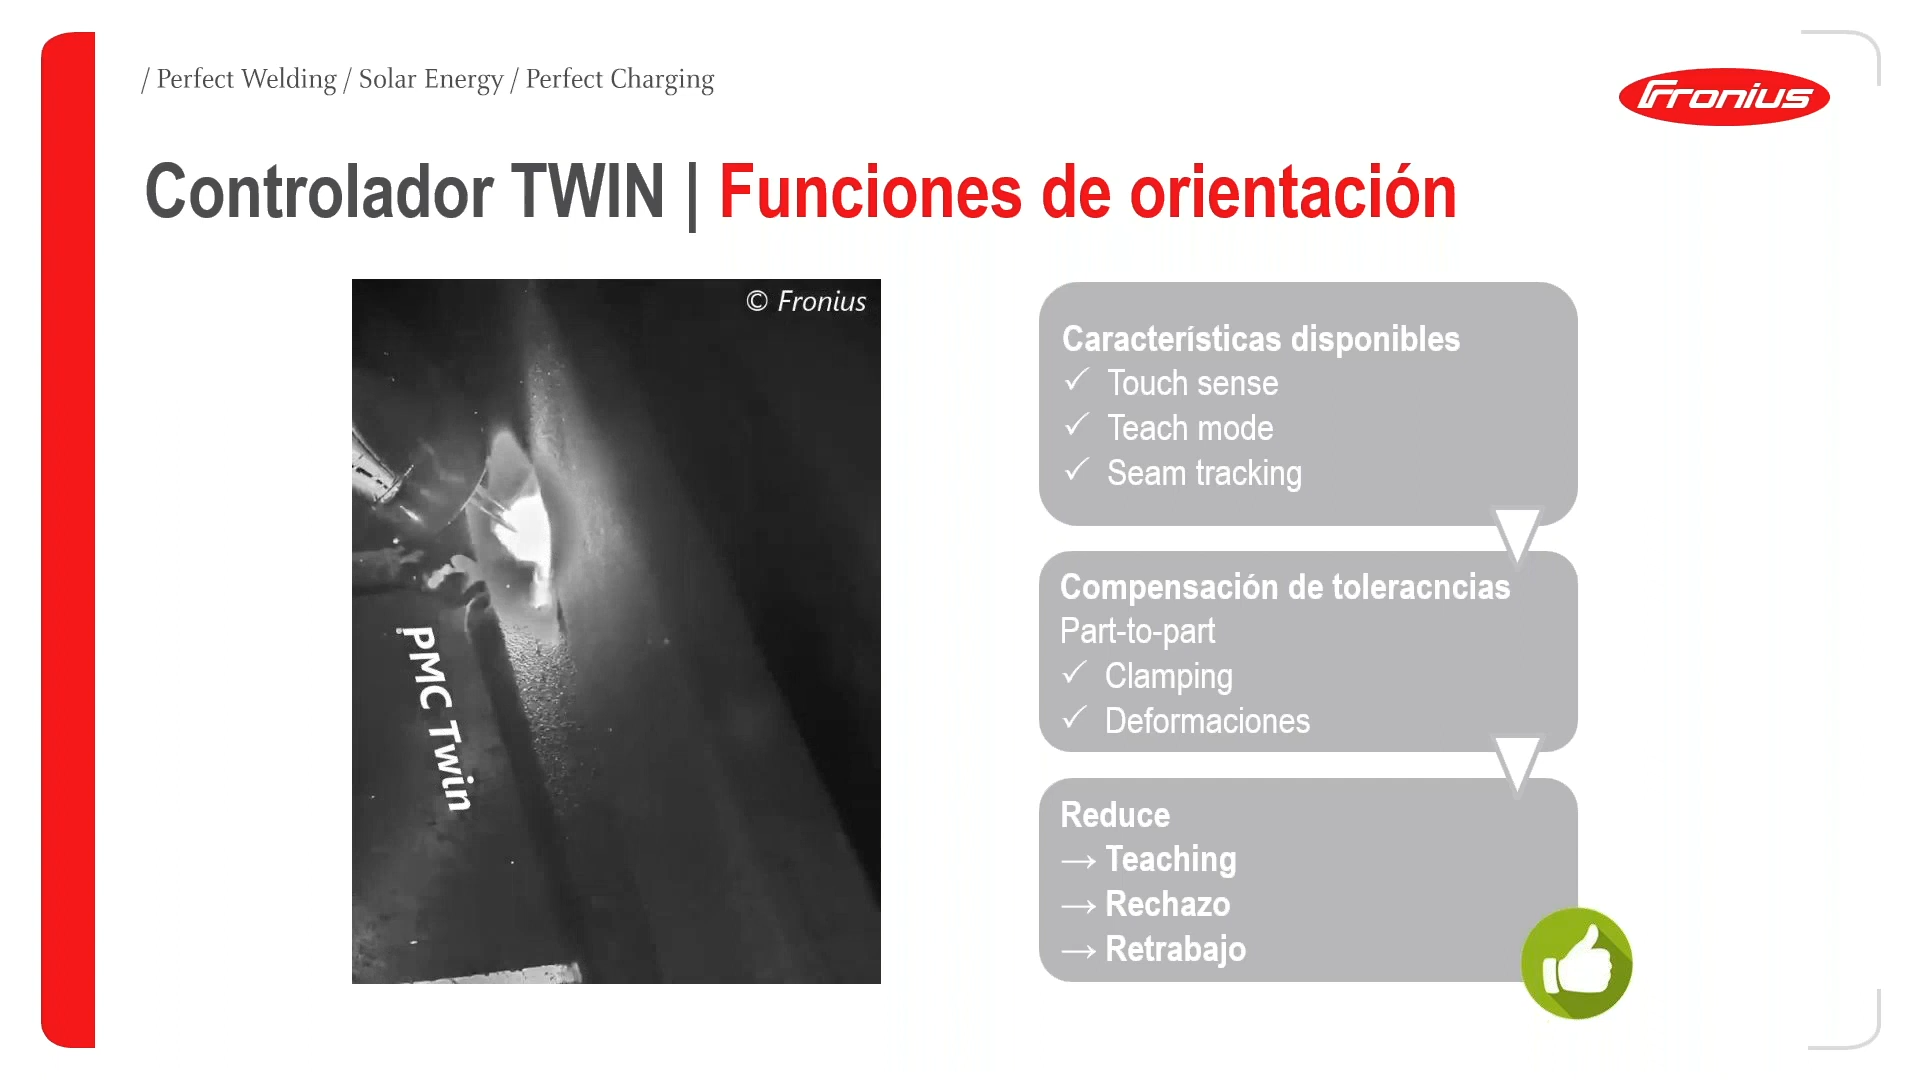 / Perfect Welding / Solar Energy / Perfect Charging
Fronius
Controlador TWIN | Funciones de orientación
© Fronius
PMC Twin
Características disponibles
✓ Touch sense
✓ Teach mode
✓ Seam tracking
Compensación de toleracncias
Part-to-part
✓ Clamping
✓ Deformaciones
Reduce
→ Teaching
→ Rechazo
→ Retrabajo